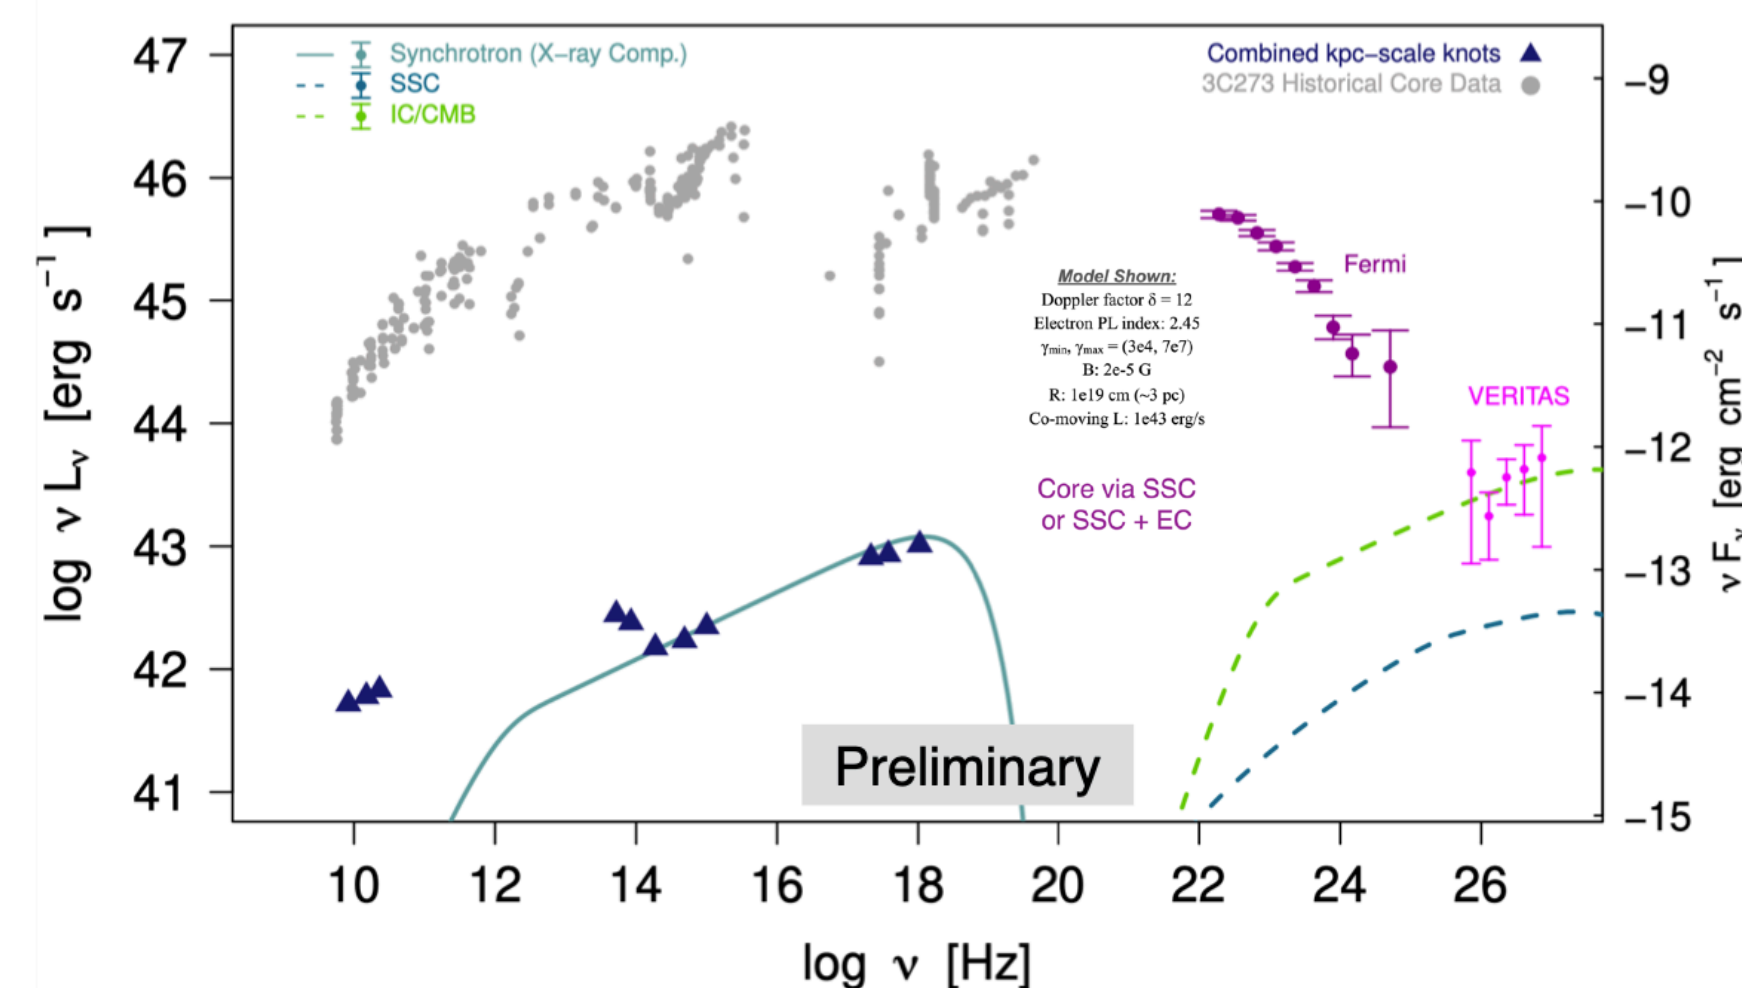 47
46
45
44
43
42
41
log ν Lν [erg s−1]
Synchrotron (X−ray Comp.)
SSC
IC/CMB
Combined kpc−scale knots
3C273 Historical Core Data
Fermi
Model Shown:
Doppler factor δ = 12
Electron PL index: 2.45
γmin, γmax = (3e4, 7e7)
B: 2e-5 G
R: 1e19 cm (~3 pc)
Co-moving L: 1e43 erg/s
VERITAS
Core via SSC
or SSC + EC
Preliminary
−9
−10
−11
−12
−13
−14
−15
ν Fν [erg cm−2 s−1]
10 12 14 16 18 20 22 24 26
log ν [Hz]